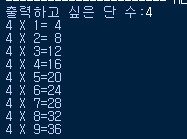 출력하고 싶은 단 수:4
4 X 1= 4
4 X 2= 8
4 X 3=12
4 X 4=16
4 X 5=20
4 X 6=24
4 X 7=28
4 X 8=32
4 X 9=36